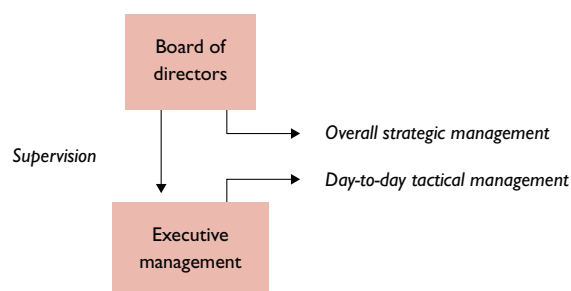 Board of
directors
Overall strategic management
Supervision
Day-to-day tactical management
Executive
management